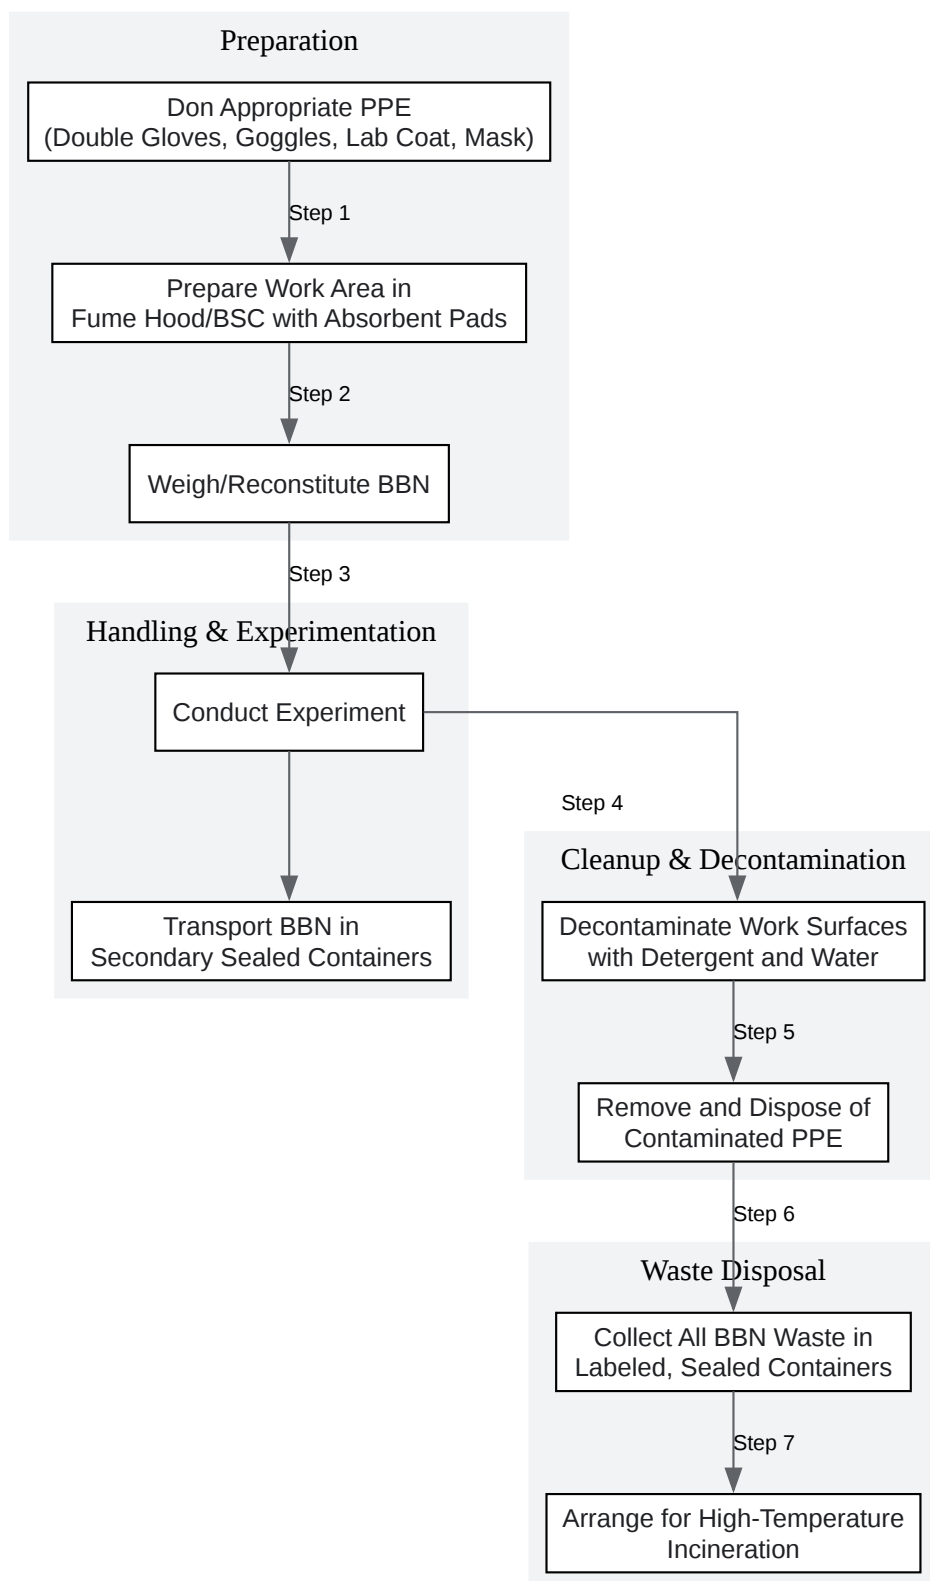 Preparation
Don Appropriate PPE
(Double Gloves, Goggles, Lab Coat, Mask)
Step 1
Prepare Work Area in
Fume Hood/BSC with Absorbent Pads
Step 2
Weigh/Reconstitute BBN
Step 3
Handling & Experimentation
Conduct Experiment
Transport BBN in
Secondary Sealed Containers
Step 4
Cleanup & Decontamination
Decontaminate Work Surfaces
with Detergent and Water
Step 5
Remove and Dispose of
Contaminated PPE
Step 6
Waste Disposal
Collect All BBN Waste in
Labeled, Sealed Containers
Step 7
Arrange for High-Temperature
Incineration